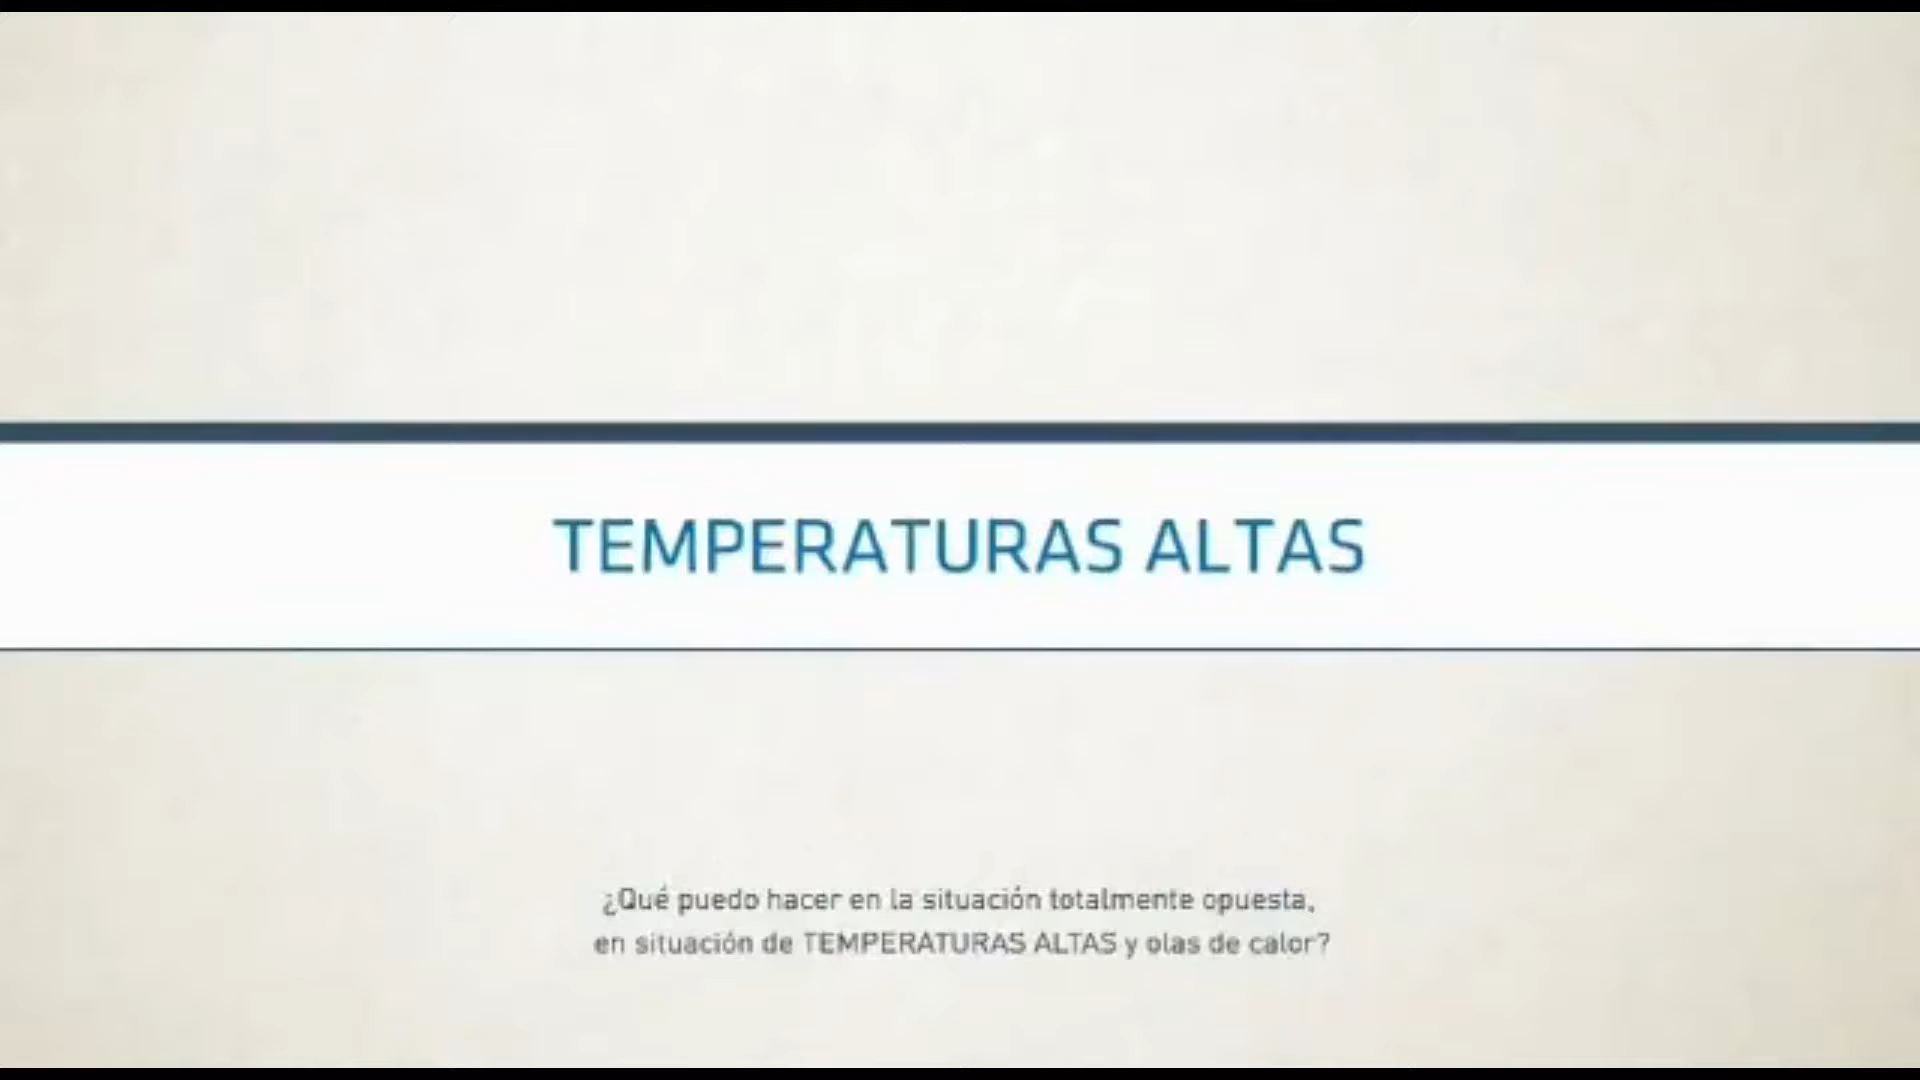 TEMPERATURAS ALTAS
¿Qué puedo hacer en la situación totalmente opuesta,
en situación de TEMPERATURAS ALTAS y olas de calor?